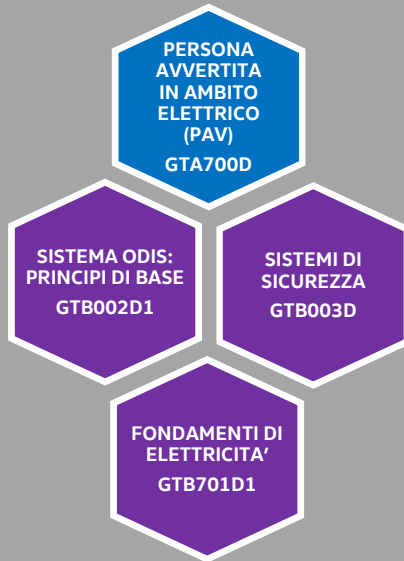 PERSONA
AVVERTITA
IN AMBITO
ELETTRICO
(PAV)
GTA700D
SISTEMA ODIS:
PRINCIPI DI BASE
GTB002D1
SISTEMI DI
SICUREZZA
GTB003D
FONDAMENTI DI
ELETTRICITA’
GTB701D1